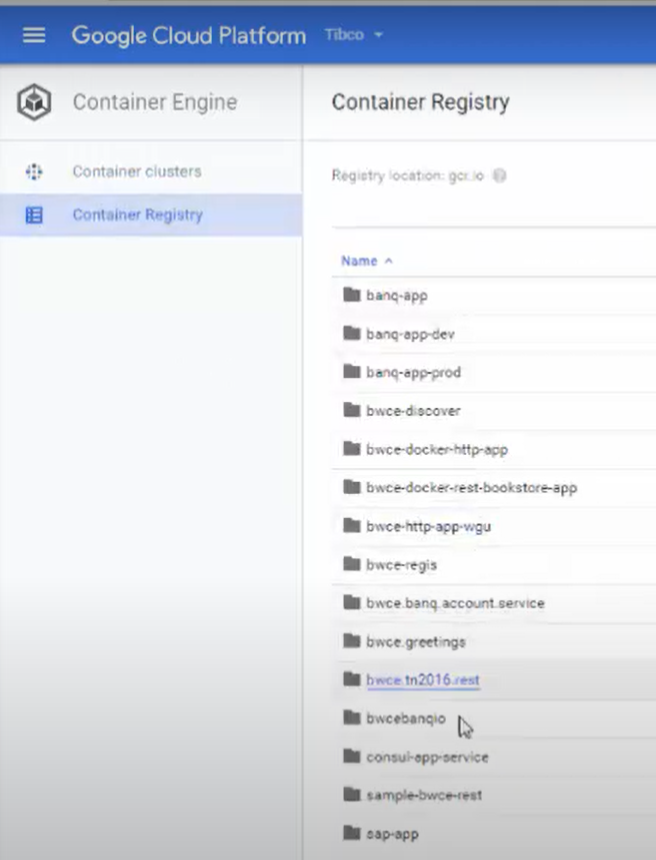 Google Cloud Platform Tibco
Container Engine
Container clusters
Container Registry
Container Registry
Registry location: gcr.io
Name
banq-app
banq-app-dev
banq-app-prod
bwce-discover
bwce-docker-http-app
bwce-docker-rest-bookstore-app
bwce-http-app-wgu
bwce-regis
bwce.banq.account.service
bwce.greetings
bwce.tn2016.rest
bwcebanqio
consul-app-service
sample-bwce-rest
sap-app